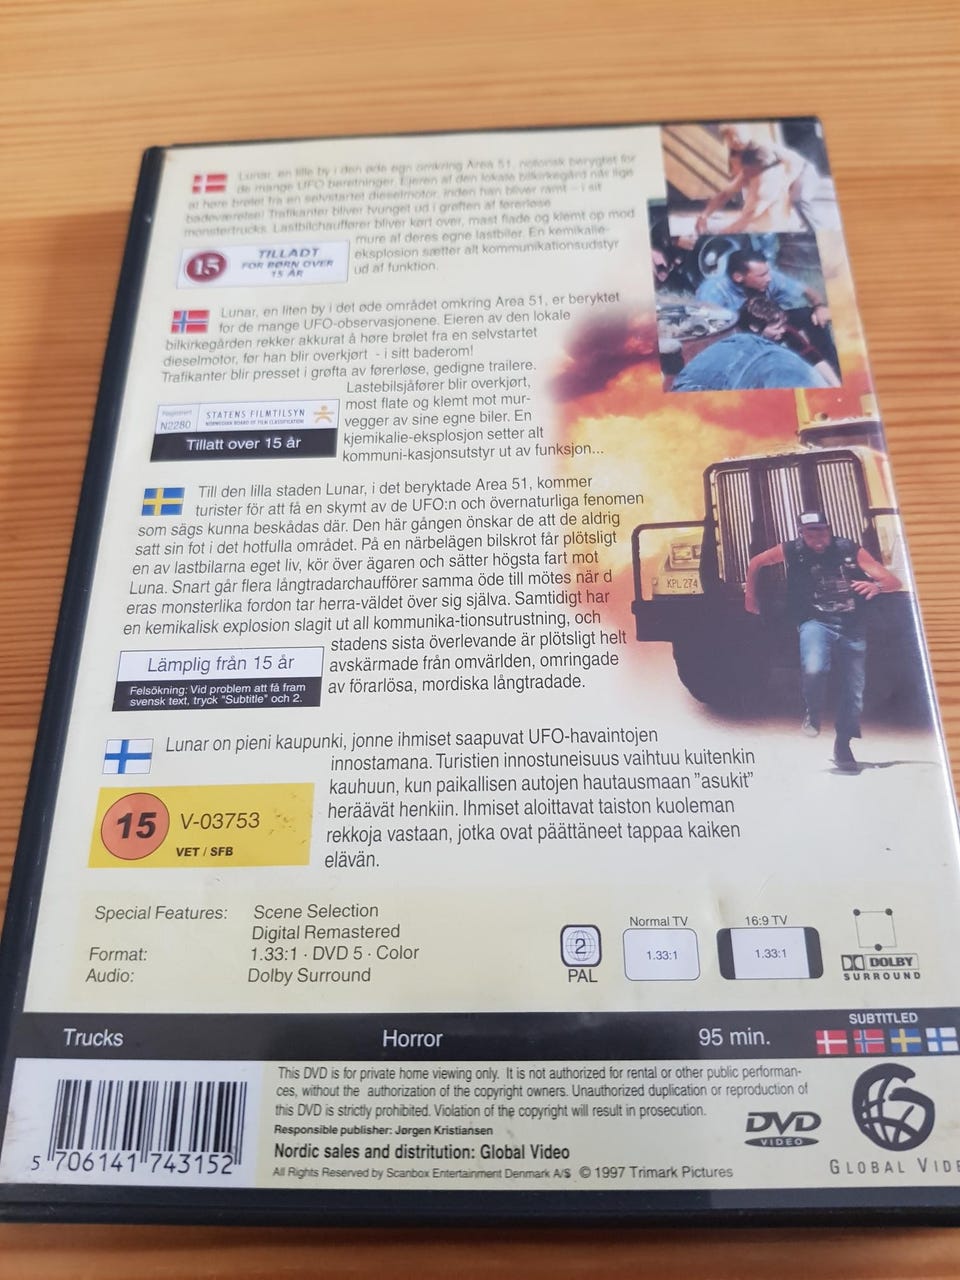 Lunar, en lille by i den øde egn omkring Area 51, notorisk berygtet for
de mange UFO beretninger. Ejeren af den lokale bilkirkegård når lige
at høre brølet fra en selvstartet dieselmotor, inden han bliver ramt – i sit
badeværelse! Trafikanter bliver tvunget ud i grøften af førerløse
monstertrucks. Lastbilchauffører bliver kørt over, mast flade og klemt op mod
mure af deres egne lastbiler. En kemikalie-
eksplosion sætter alt kommunikationsudstyr
ud af funktion.
15
TILLADT
FOR BØRN OVER
15 ÅR
Lunar, en liten by i det øde området omkring Area 51, er beryktet
for de mange UFO-observasjonene. Eieren av den lokale
bilkirkegården rekker akkurat å høre brølet fra en selvstartet
dieselmotor, før han blir overkjørt - i sitt baderom!
Trafikanter blir presset i grøfta av førerløse, gedigne trailere.
Lastebilsjåfører blir overkjørt,
most flate og klemt mot mur-
vegger av sine egne biler. En
kjemikalie-eksplosjon setter alt
kommuni-kasjonsutstyr ut av funksjon...
Registrert
N2280
STATENS FILMTILSYN
NORWEGIAN BOARD OF FILM CLASSIFICATION
Tillatt over 15 år
Till den lilla staden Lunar, i det beryktade Area 51, kommer
turister för att få en skymt av de UFO:n och övernaturliga fenomen
som sägs kunna beskådas där. Den här gången önskar de att de aldrig
satt sin fot i det hotfulla området. På en närbelägen bilskrot får plötsligt
en av lastbilarna eget liv, kör över ägaren och sätter högsta fart mot
Luna. Snart går flera långtradarchaufförer samma öde till mötes när d
eras monsterlika fordon tar herra-väldet över sig själva. Samtidigt har
en kemikalisk explosion slagit ut all kommunika-tionsutrustning, och
stadens sista överlevande är plötsligt helt
avskärmade från omvärlden, omringade
av förarlösa, mordiska långtradade.
Lämplig från 15 år
Felsökning: Vid problem att få fram
svensk text, tryck "Subtitle" och 2.
Lunar on pieni kaupunki, jonne ihmiset saapuvat UFO-havaintojen
innostamana. Turistien innostuneisuus vaihtuu kuitenkin
kauhuun, kun paikallisen autojen hautausmaan "asukit"
heräävät henkiin. Ihmiset aloittavat taiston kuoleman
rekkoja vastaan, jotka ovat päättäneet tappaa kaiken
elävän.
15
V-03753
VET / SFB
KPL 274
Special Features: Scene Selection
Digital Remastered
Format: 1.33:1 · DVD 5 · Color
Audio: Dolby Surround
2
PAL
Normal TV
1.33:1
16:9 TV
1.33:1
DOLBY
SURROUND
Trucks Horror 95 min.
SUBTITLED
This DVD is for private home viewing only. It is not authorized for rental or other public performan-
ces, without the authorization of the copyright owners. Unauthorized duplication or reproduction of
this DVD is strictly prohibited. Violation of the copyright will result in prosecution.
Responsible publisher: Jørgen Kristiansen
Nordic sales and distritution: Global Video
All Rights Reserved by Scanbox Entertainment Denmark A/S © 1997 Trimark Pictures
5 706141 743152
DVD
VIDEO
GLOBAL VIDE